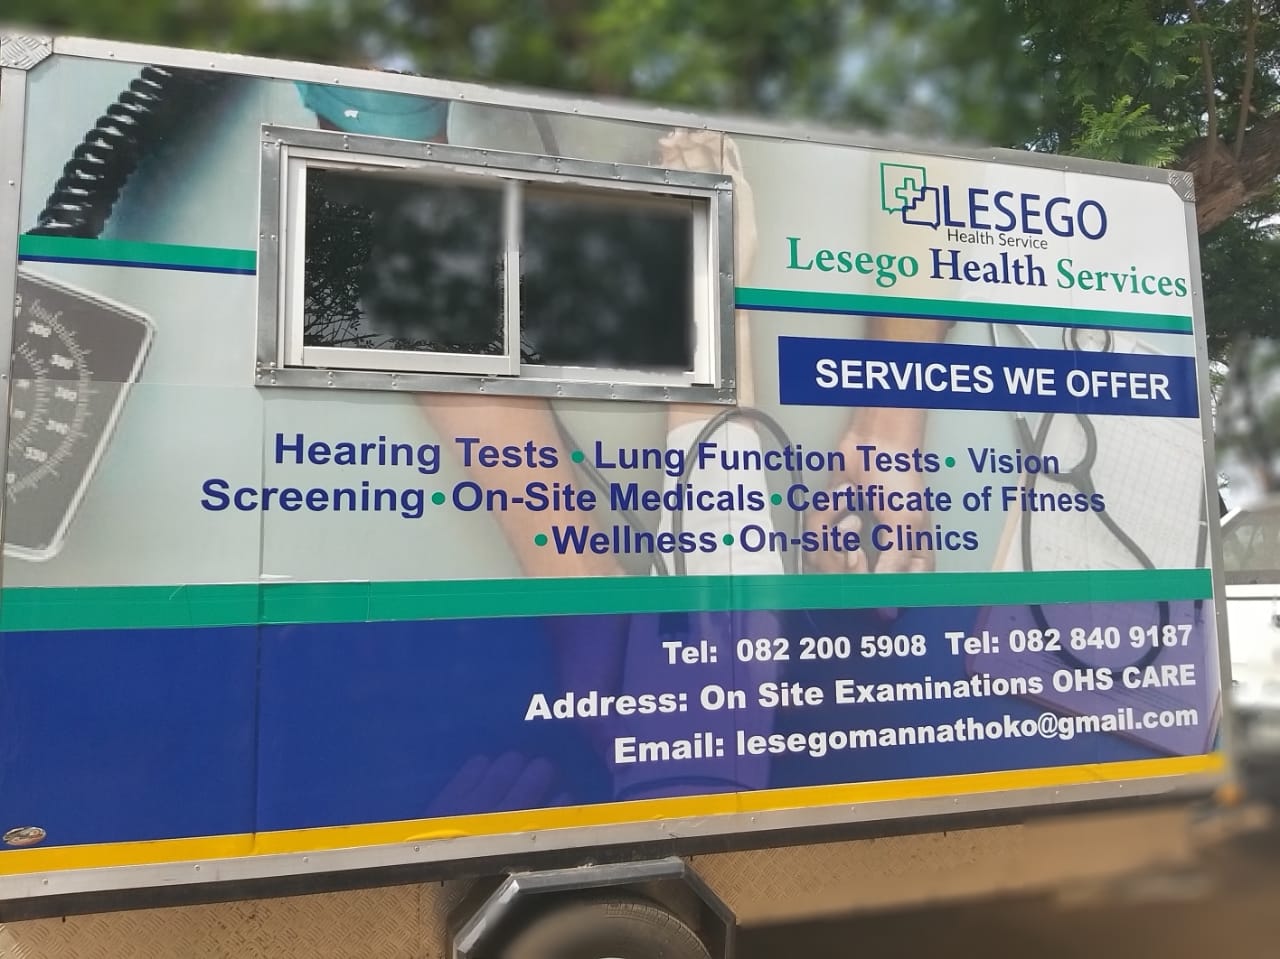 LESEGO
Health Service
Lesego Health Services
SERVICES WE OFFER
Hearing Tests • Lung Function Tests • Vision
Screening • On-Site Medicals • Certificate of Fitness
• Wellness • On-site Clinics
Tel: 082 200 5908 Tel: 082 840 9187
Address: On Site Examinations OHS CARE
Email: lesegomannathoko@gmail.com